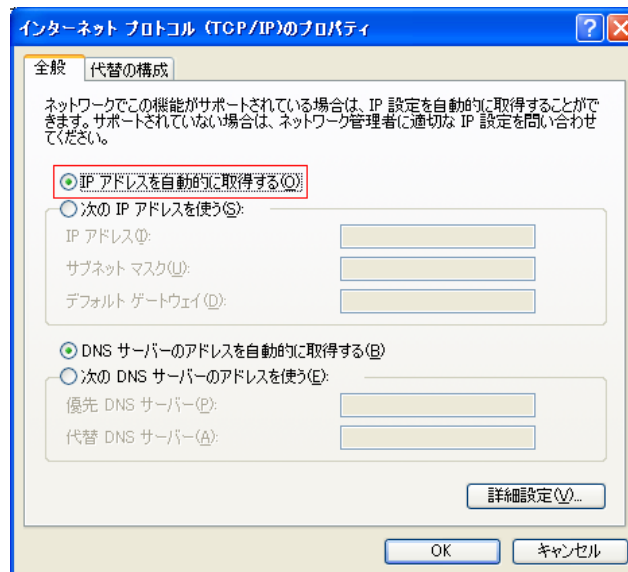 インターネット プロトコル (TCP/IP)のプロパティ
全般
代替の構成
ネットワークでこの機能がサポートされている場合は、IP 設定を自動的に取得することがで
きます。サポートされていない場合は、ネットワーク管理者に適切な IP 設定を問い合わせ
てください。
IP アドレスを自動的に取得する(O)
次の IP アドレスを使う(S):
IP アドレス(I):
サブネット マスク(U):
デフォルト ゲートウェイ(D):
DNS サーバーのアドレスを自動的に取得する(B)
次の DNS サーバーのアドレスを使う(E):
優先 DNS サーバー(P):
代替 DNS サーバー(A):
詳細設定(V)...
OK
キャンセル